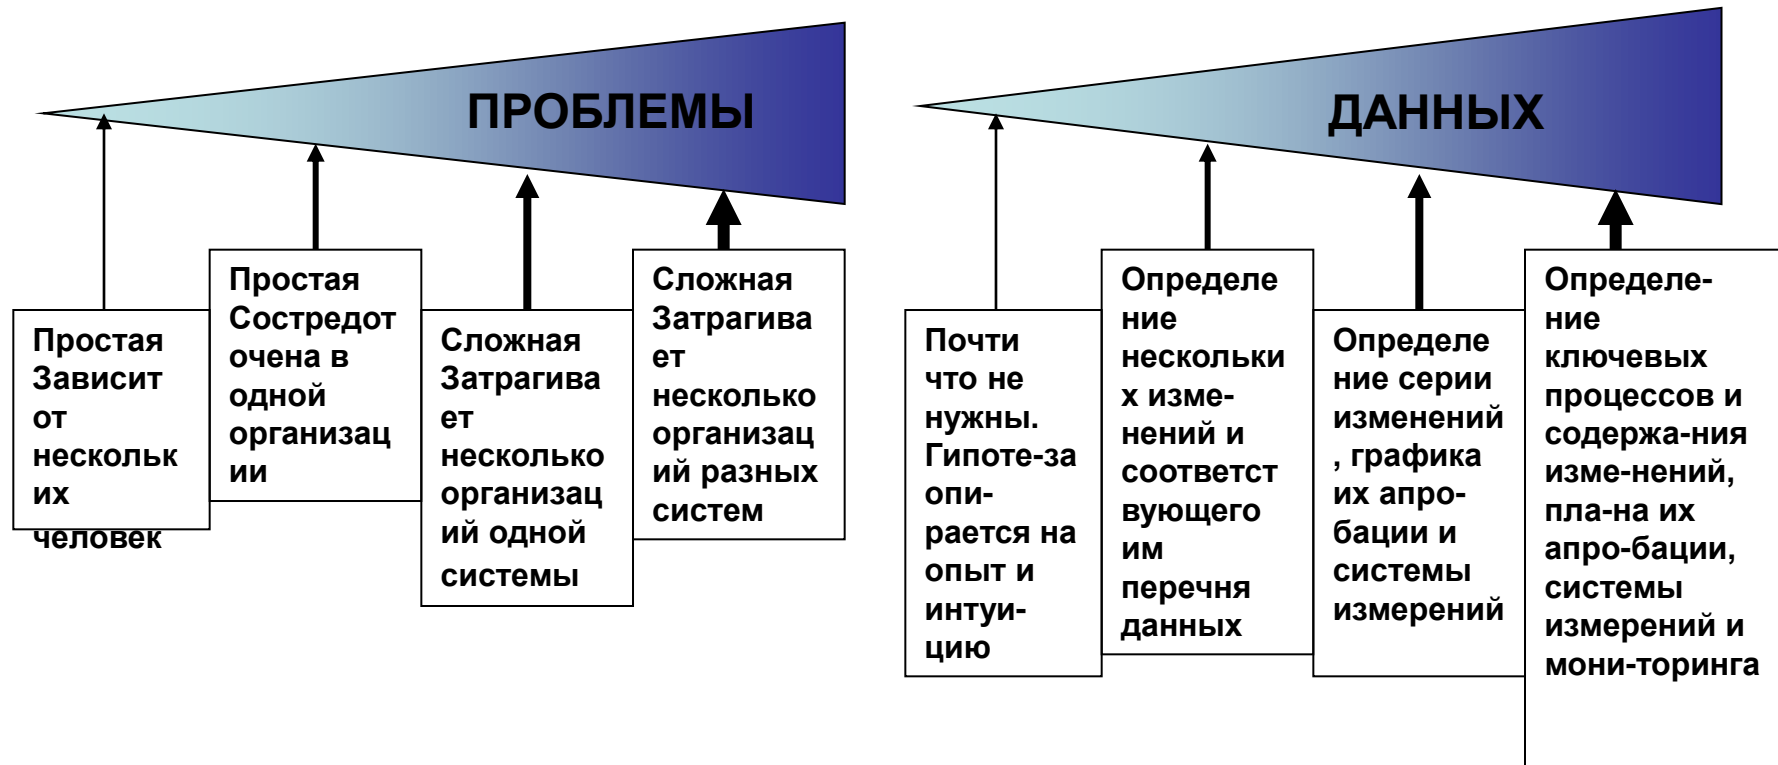 ПРОБЛЕМЫ
ДАННЫХ
Простая
Зависит
от
нескольк
их
человек
Простая
Состредот
очена в
одной
организац
ии
Сложная
Затрагива
ет
несколько
организац
ий одной
системы
Сложная
Затрагива
ет
несколько
организац
ий разных
систем
Почти
что не
нужны.
Гипоте-за
опи-
рается на
опыт и
интуи-
цию
Определе
ние
нескольки
х изме-
нений и
соответст
вующего
им
перечня
данных
Определе
ние серии
изменений
, графика
их апро-
бации и
системы
измерений
Определе-
ние
ключевых
процессов и
содержа-ния
изме-нений,
пла-на их
апро-бации,
системы
измерений и
мони-торинга